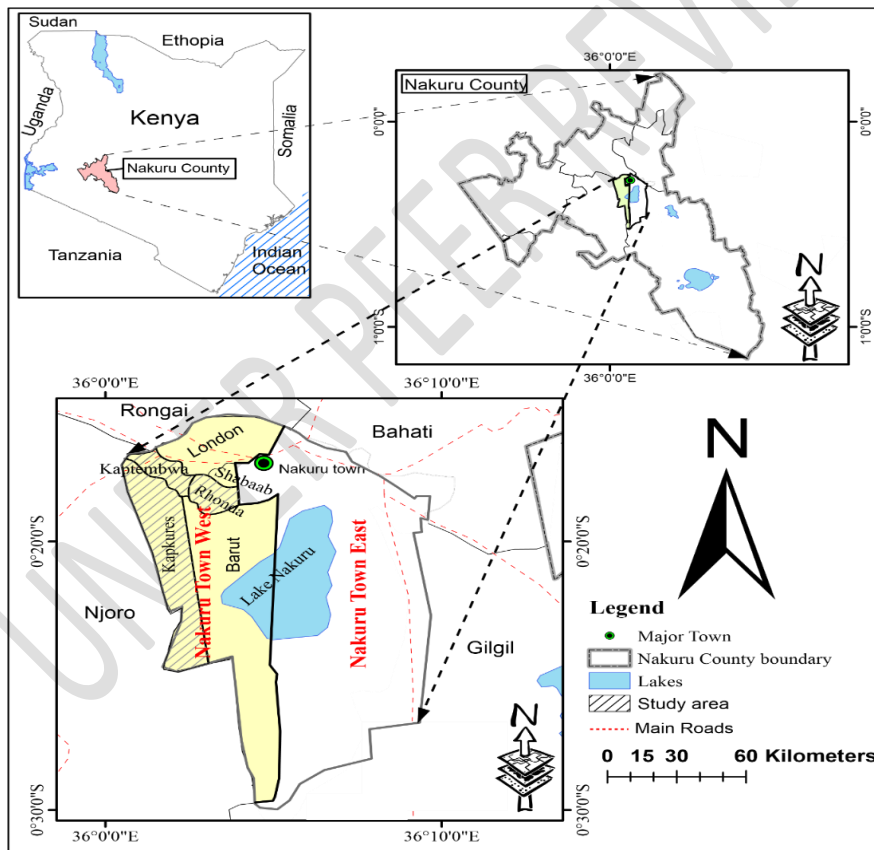 Sudan
Ethopia
Uganda
Kenya
Somalia
Nakuru County
Tanzania
Indian
Ocean
36°0'0"E
Nakuru County
0°0'0"
0°0'0"
1°0'0"S
1°0'0"S
N
36°0'0"E
36°0'0"E
36°10'0"E
Rongai
Bahati
London
Kaptembwa
Shabaab
Nakuru town
Rhonda
Kapkures
Nakuru Town West
Barut
Lake Nakuru
Nakuru Town East
Njoro
Gilgil
0°20'0"S
0°20'0"S
0°30'0"S
0°30'0"S
N
36°0'0"E
36°10'0"E
N
Legend
Major Town
Nakuru County boundary
Lakes
Study area
Main Roads
0 15 30 60 Kilometers
UNDER PEER REVIEW